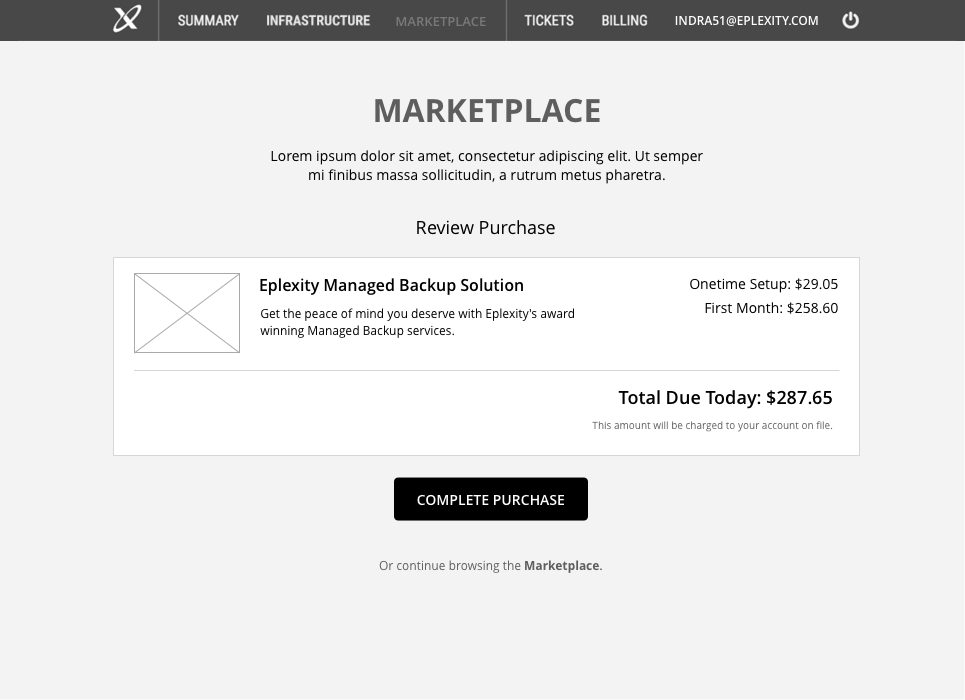 SUMMARY INFRASTRUCTURE MARKETPLACE TICKETS BILLING INDRA51@EPLEXITY.COM
MARKETPLACE
Lorem ipsum dolor sit amet, consectetur adipiscing elit. Ut semper
mi finibus massa sollicitudin, a rutrum metus pharetra.
Review Purchase
Eplexity Managed Backup Solution
Get the peace of mind you deserve with Eplexity's award
winning Managed Backup services.
Onetime Setup: $29.05
First Month: $258.60
Total Due Today: $287.65
This amount will be charged to your account on file.
COMPLETE PURCHASE
Or continue browsing the Marketplace.